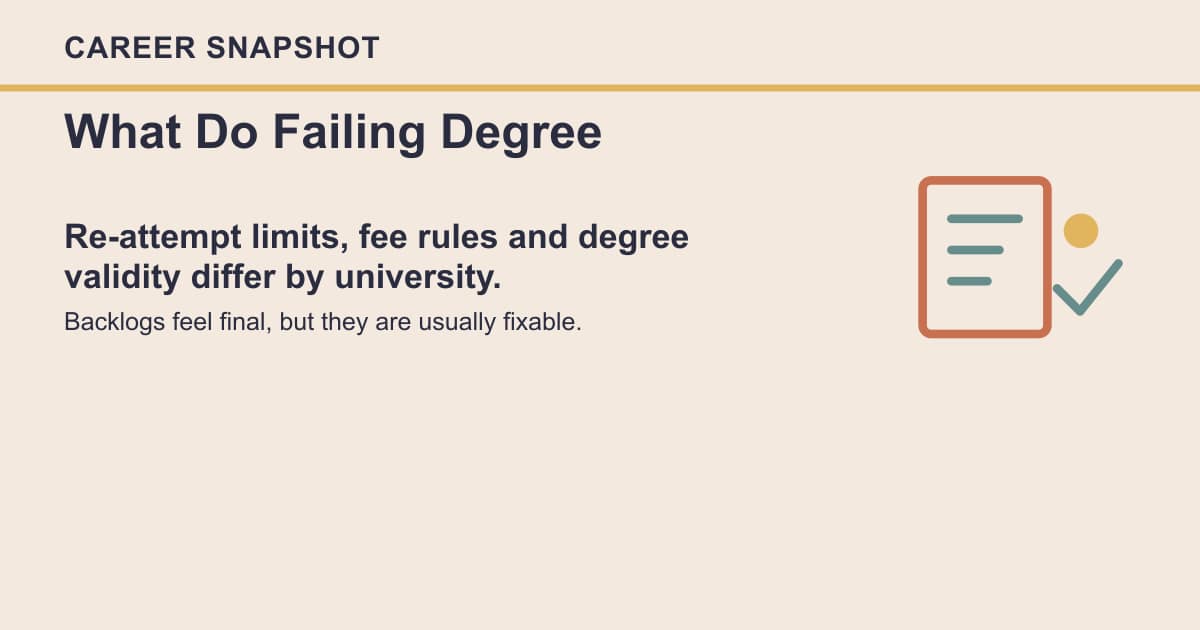 CAREER SNAPSHOT
What Do Failing Degree
Re-attempt limits, fee rules and degree
validity differ by university.
Backlogs feel final, but they are usually fixable.